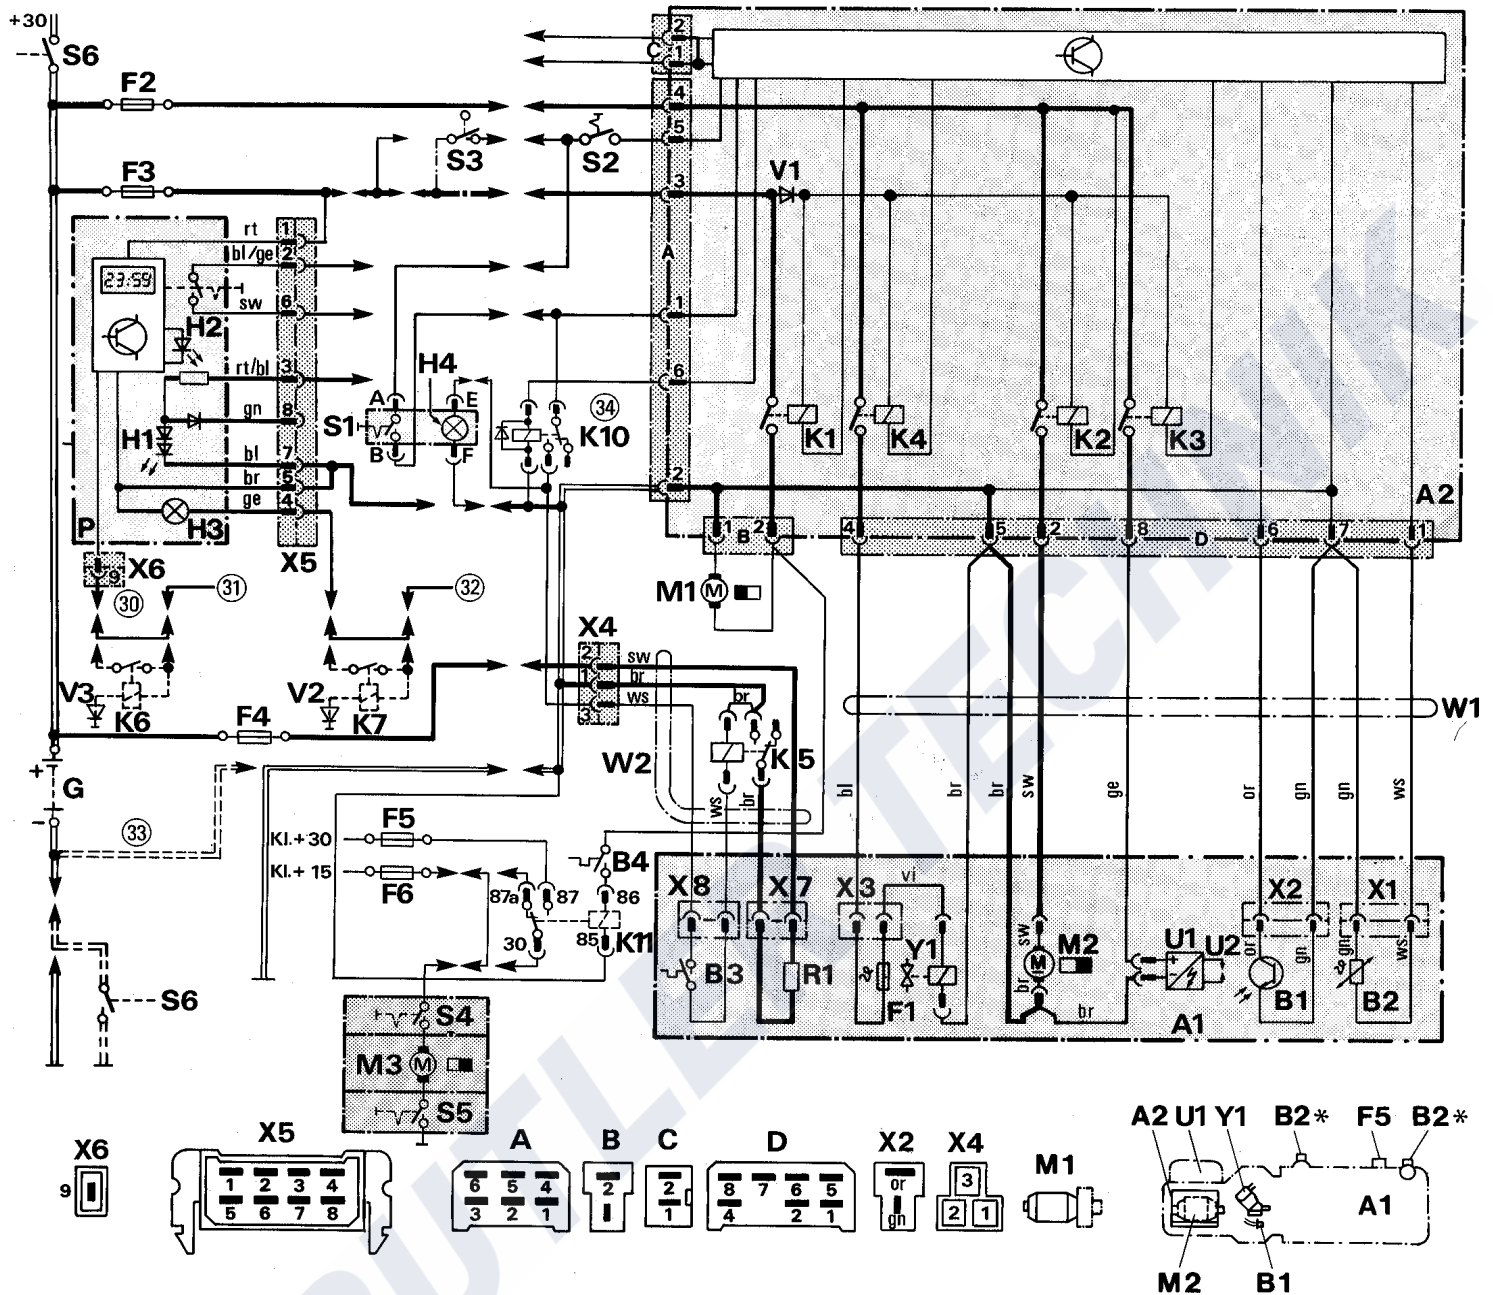 +30
S6
F2
F3
S3
S2
C
2
1
4
5
3
A
1
6
2
V1
K1
K4
K2
K3
A2
rt
bl/ge
sw
rt/bl
gn
bl
br
ge
23:59
H2
H1
H3
P
1
2
6
3
8
7
5
4
X5
X6
9
30
31
32
H4
A
E
S1
B
F
34
K10
1
B
2
4
5
2
8
D
6
7
1
M1
M
V3
K6
V2
K7
F4
X4
2
1
3
sw
br
ws
br
W2
K5
ws
br
W1
bl
br
br
sw
ge
or
gn
gn
ws
+
G
-
33
Kl.+30
F5
Kl.+15
F6
B4
87a
87
86
30
85
K11
X8
X7
X3
vi
X2
X1
B3
R1
F1
Y1
sw
M
M2
br
br
U1
U2
+
-
or
gn
B1
gn
ws
B2
A1
S6
S4
M3
M
S5
X6
9
X5
1 2 3 4
5 6 7 8
A
6 5 4
3 2 1
B
2
C
2
1
D
8 7 6 5
4 2 1
X2
or
gn
X4
3
2 1
M1
A2 U1 Y1 B2* F5 B2*
A1
M2 B1
BUTLER TECHNIK